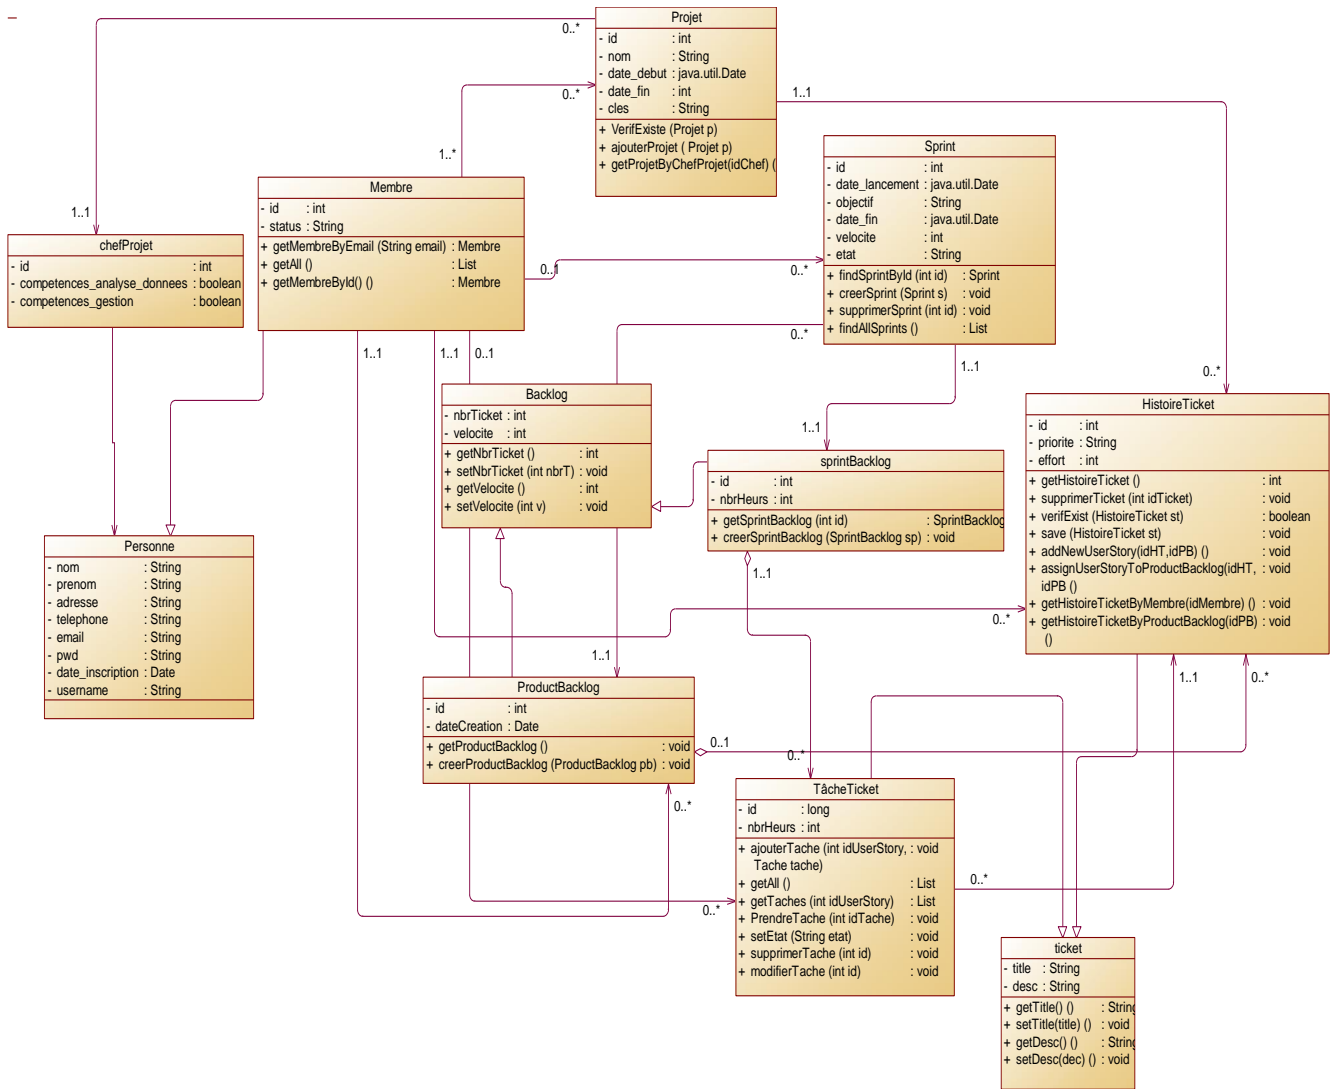 Projet
- id : int
- nom : String
- date_debut : java.util.Date
- date_fin : int
- cles : String
+ VerifExiste (Projet p)
+ ajouterProjet ( Projet p)
+ getProjetByChefProjet(idChef) (
0..*
0..*
1..1
1..*
1..1
Sprint
- id : int
- date_lancement : java.util.Date
- objectif : String
- date_fin : java.util.Date
- velocite : int
- etat : String
+ findSprintById (int id) : Sprint
+ creerSprint (Sprint s) : void
+ supprimerSprint (int id) : void
+ findAllSprints () : List
Membre
- id : int
- status : String
+ getMembreByEmail (String email) : Membre
+ getAll () : List
+ getMembreById() () : Membre
chefProjet
- id : int
- competences_analyse_donnees : boolean
- competences_gestion : boolean
0..1
0..*
0..*
1..1
1..1
0..1
1..1
0..*
Backlog
- nbrTicket : int
- velocite : int
+ getNbrTicket () : int
+ setNbrTicket (int nbrT) : void
+ getVelocite () : int
+ setVelocite (int v) : void
1..1
sprintBacklog
- id : int
- nbrHeurs : int
+ getSprintBacklog (int id) : SprintBacklog
+ creerSprintBacklog (SprintBacklog sp) : void
1..1
HistoireTicket
- id : int
- priorite : String
- effort : int
+ getHistoireTicket () : int
+ supprimerTicket (int idTicket) : void
+ verifExist (HistoireTicket st) : boolean
+ save (HistoireTicket st) : void
+ addNewUserStory(idHT,idPB) () : void
+ assignUserStoryToProductBacklog(idHT, : void
idPB ()
+ getHistoireTicketByMembre(idMembre) () : void
+ getHistoireTicketByProductBacklog(idPB) : void
()
0..*
1..1
0..*
Personne
- nom : String
- prenom : String
- adresse : String
- telephone : String
- email : String
- pwd : String
- date_inscription : Date
- username : String
1..1
ProductBacklog
- id : int
- dateCreation : Date
+ getProductBacklog () : void
+ creerProductBacklog (ProductBacklog pb) : void
0..1
0..*
0..*
TâcheTicket
- id : long
- nbrHeurs : int
+ ajouterTache (int idUserStory, : void
Tache tache)
+ getAll () : List
+ getTaches (int idUserStory) : List
+ PrendreTache (int idTache) : void
+ setEtat (String etat) : void
+ supprimerTache (int id) : void
+ modifierTache (int id) : void
0..*
0..*
ticket
- title : String
- desc : String
+ getTitle() () : String
+ setTitle(title) () : void
+ getDesc() () : String
+ setDesc(dec) () : void